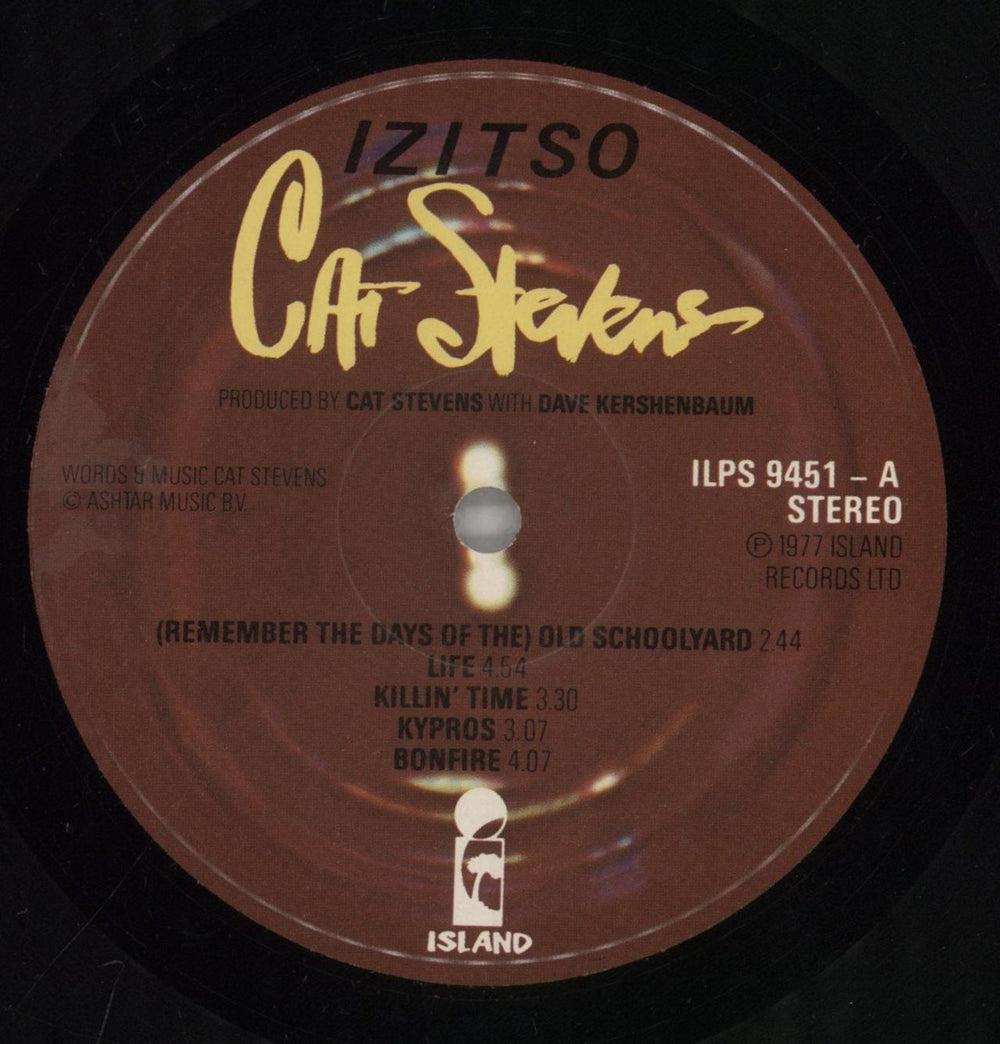 IZITSO
Cat Stevens
PRODUCED BY CAT STEVENS WITH DAVE KERSHENBAUM
WORDS & MUSIC CAT STEVENS
© ASHTAR MUSIC B.V.
ILPS 9451 – A
STEREO
℗ 1977 ISLAND
RECORDS LTD
(REMEMBER THE DAYS OF THE) OLD SCHOOLYARD 2.44
LIFE 4.54
KILLIN' TIME 3.30
KYPROS 3.07
BONFIRE 4.07
ISLAND